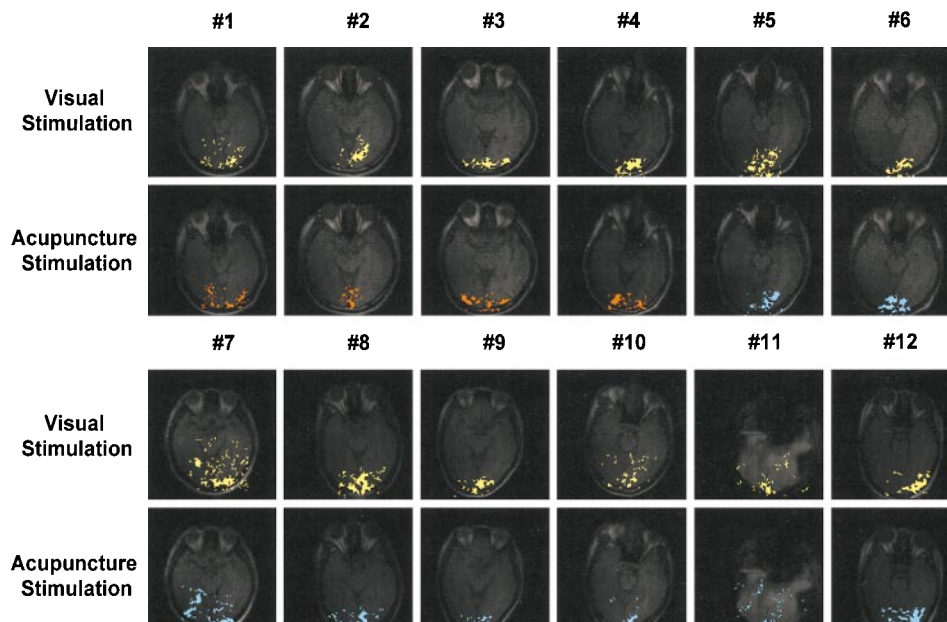 #1 #2 #3 #4 #5 #6
Visual
Stimulation
Acupuncture
Stimulation
#7 #8 #9 #10 #11 #12
Visual
Stimulation
Acupuncture
Stimulation